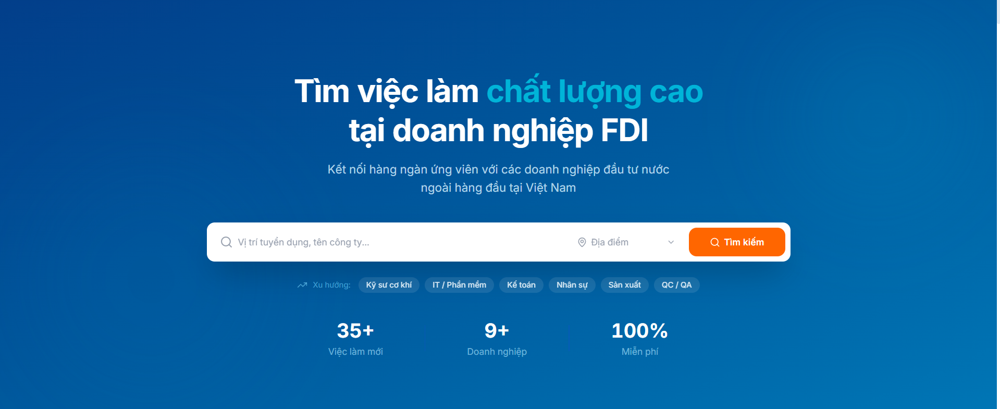 Tìm việc làm chất lượng cao
tại doanh nghiệp FDI
Kết nối hàng ngàn ứng viên với các doanh nghiệp đầu tư nước
ngoài hàng đầu tại Việt Nam
Vị trí tuyển dụng, tên công ty...
Địa điểm
Tìm kiếm
Xu hướng:
Kỹ sư cơ khí
IT / Phần mềm
Kế toán
Nhân sự
Sản xuất
QC / QA
35+
Việc làm mới
9+
Doanh nghiệp
100%
Miễn phí